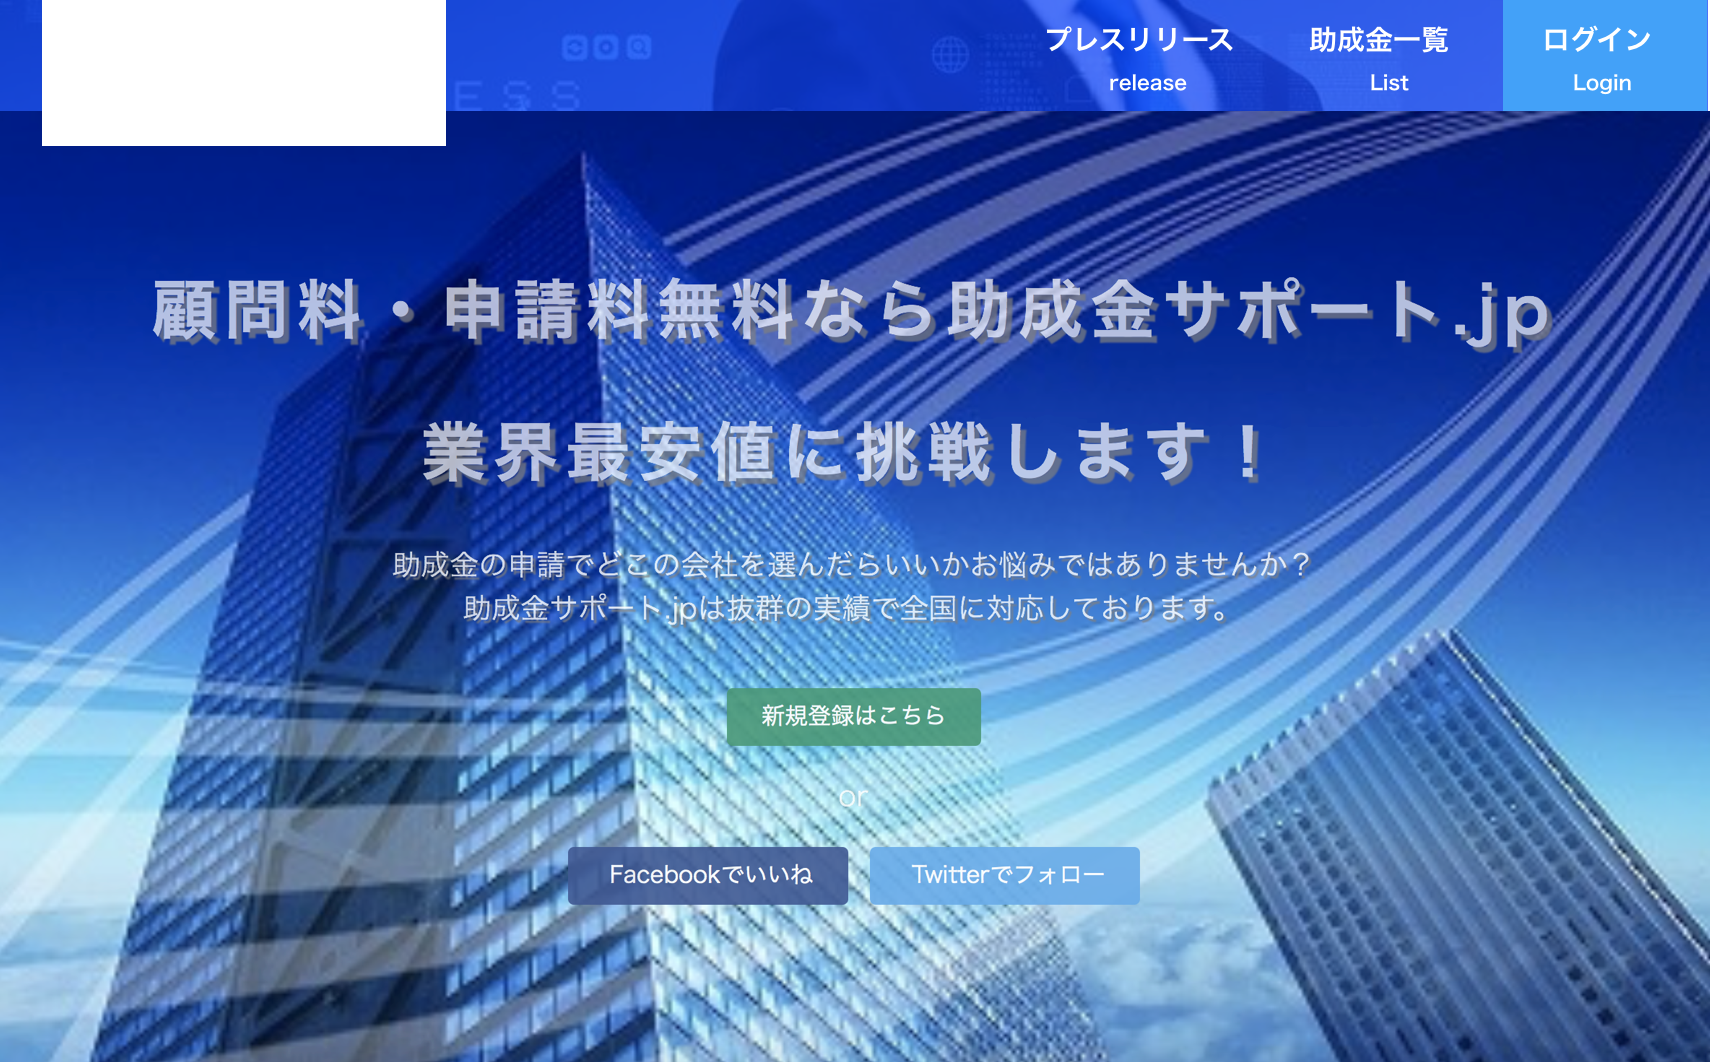 プレスリリース
release
助成金一覧
List
ログイン
Login
ESS
顧問料・申請料無料なら助成金サポート.jp
業界最安値に挑戦します！
助成金の申請でどこの会社を選んだらいいかお悩みではありませんか？
助成金サポート.jpは抜群の実績で全国に対応しております。
新規登録はこちら
or
Facebookでいいね
Twitterでフォロー